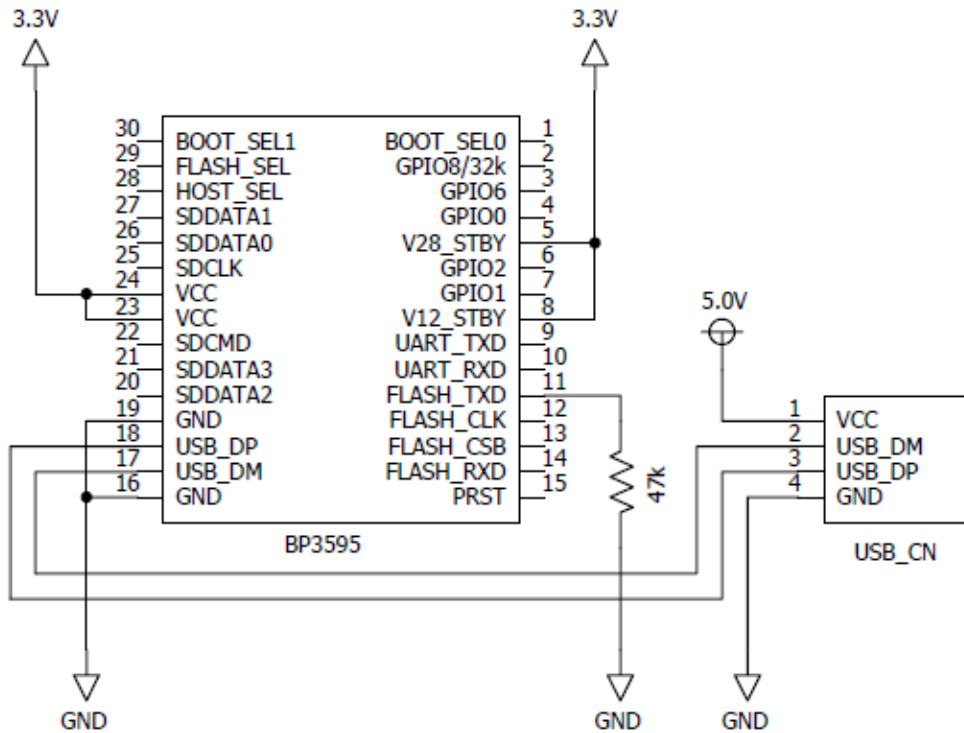 3.3V 3.3V
30 BOOT_SEL1 BOOT_SEL0 1
29 FLASH_SEL GPIO8/32k 2
28 HOST_SEL GPIO6 3
27 SDDATA1 GPIO0 4
26 SDDATA0 V28_STBY 5
25 SDCLK GPIO2 6
24 VCC GPIO1 7
23 VCC V12_STBY 8
22 SDCMD UART_TXD 9
21 SDDATA3 UART_RXD 10
20 SDDATA2 FLASH_TXD 11
19 GND FLASH_CLK 12
18 USB_DP FLASH_CSB 13
17 USB_DM FLASH_RXD 14
16 GND PRST 15
BP3595
47k
5.0V
1 VCC
2 USB_DM
3 USB_DP
4 GND
USB_CN
GND GND GND